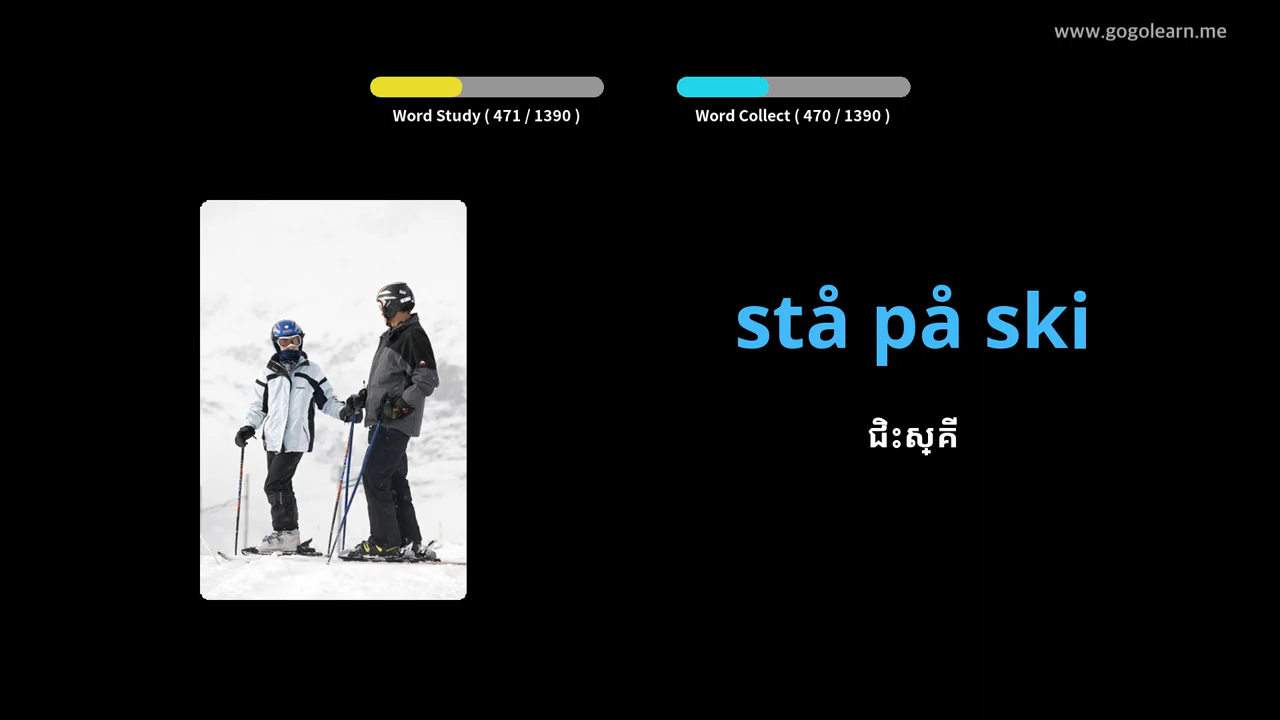 www.gogolearn.me
Word Study ( 471 / 1390 )
Word Collect ( 470 / 1390 )
stå på ski
ជិះស្គី